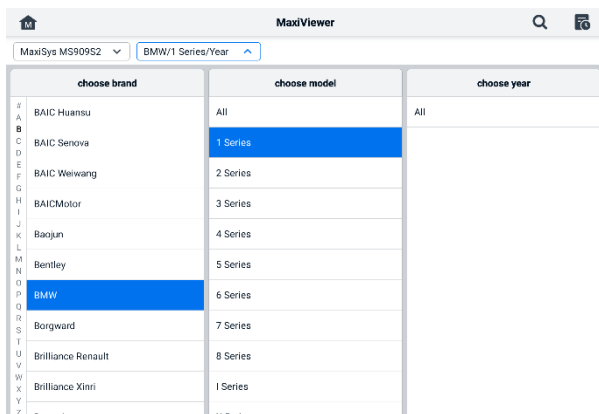 M
MaxiViewer
MaxiSys MS909S2
BMW/1 Series/Year
choose brand
choose model
choose year
#
A
B
C
D
E
F
G
H
I
J
K
L
M
N
O
P
Q
R
S
T
U
V
W
X
Y
Z
BAIC Huansu
BAIC Senova
BAIC Weiwang
BAICMotor
Baojun
Bentley
BMW
Borgward
Brilliance Renault
Brilliance Xinri
All
1 Series
2 Series
3 Series
4 Series
5 Series
6 Series
7 Series
8 Series
I Series
All